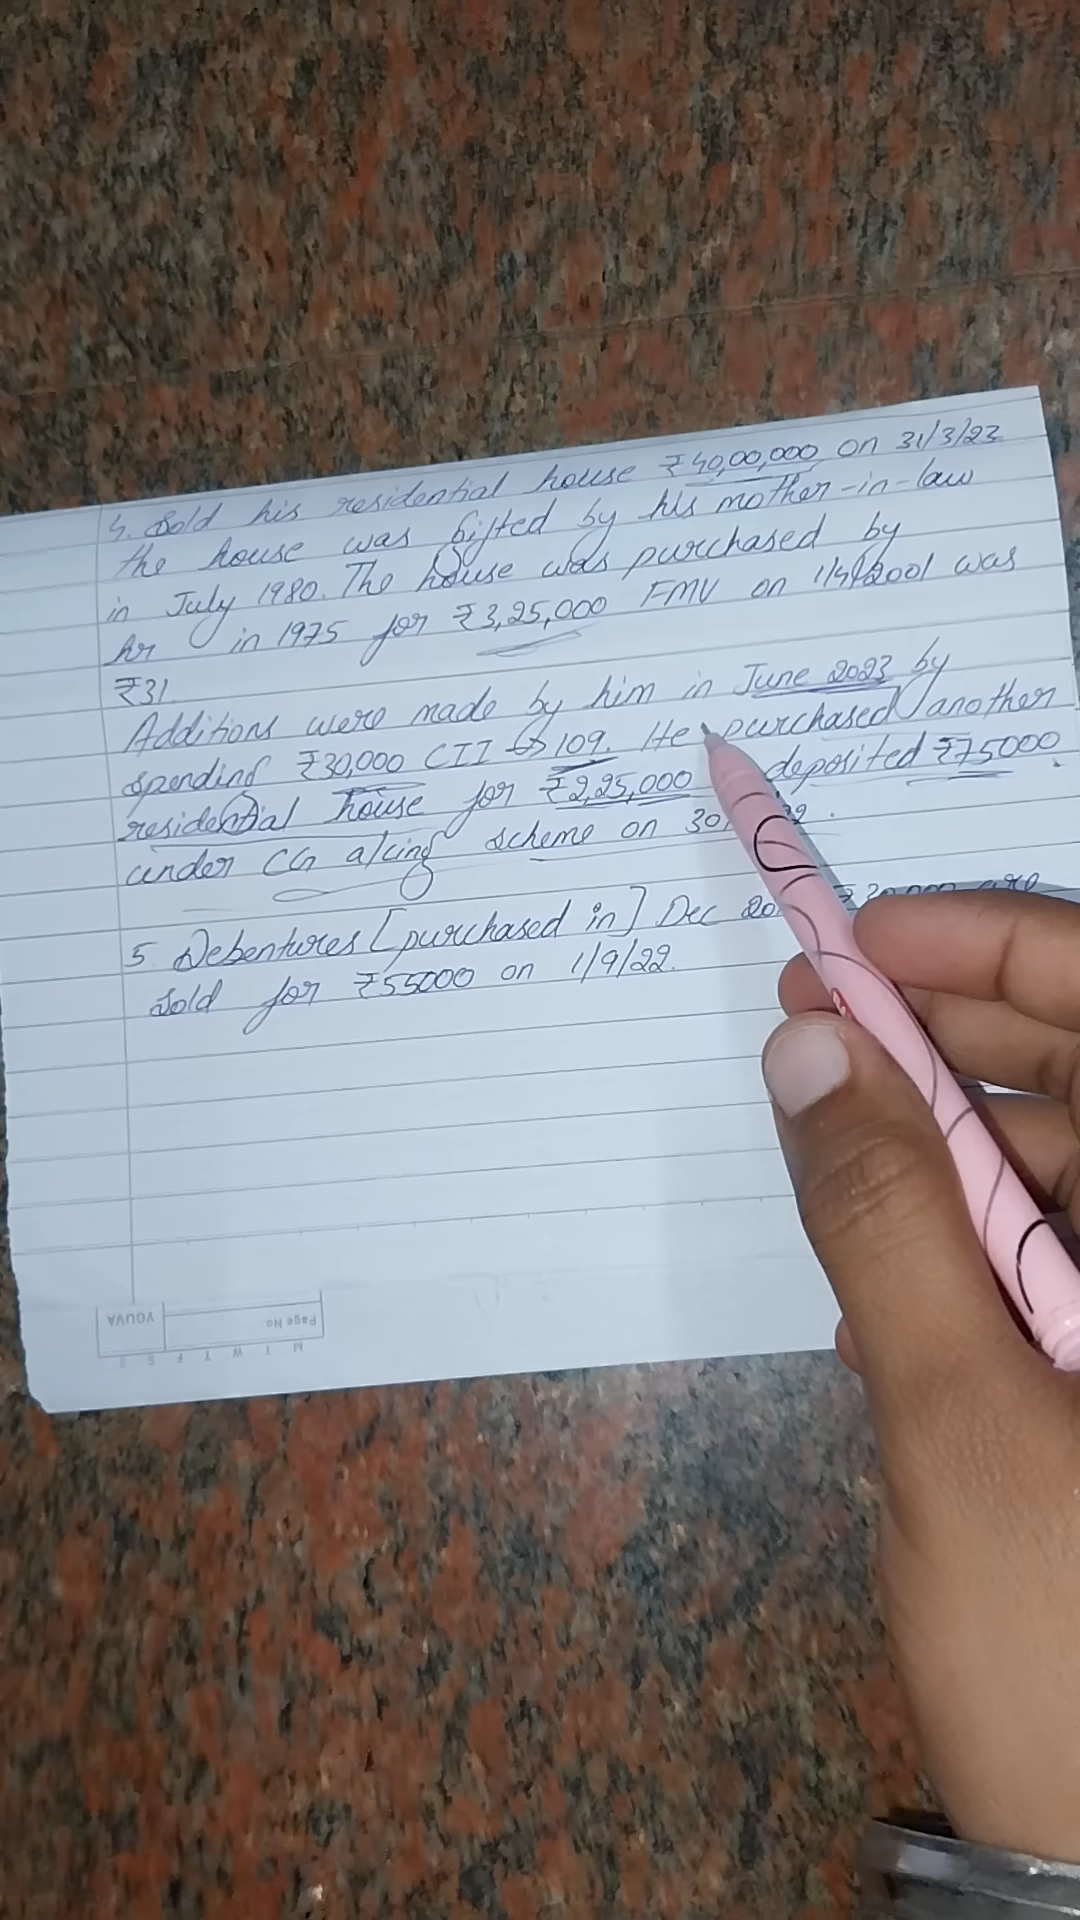 4. Sold his residential house ₹40,00,000 on 31/3/23
the house was gifted by his mother-in-law
in July 1980. The house was purchased by
hr in 1975 for ₹3,25,000 FMV on 1/4/2001 was
₹31
Additions were made by him in June 2023 by
spending ₹30,000 CII → 109. He purchased another
residential house for ₹2,25,000 deposited ₹75000
under CG a/cing scheme on
5. Debentures [purchased in] Dec are
sold for ₹55000 on 1/9/22.
YOUVA
Page No
M T W T F S S